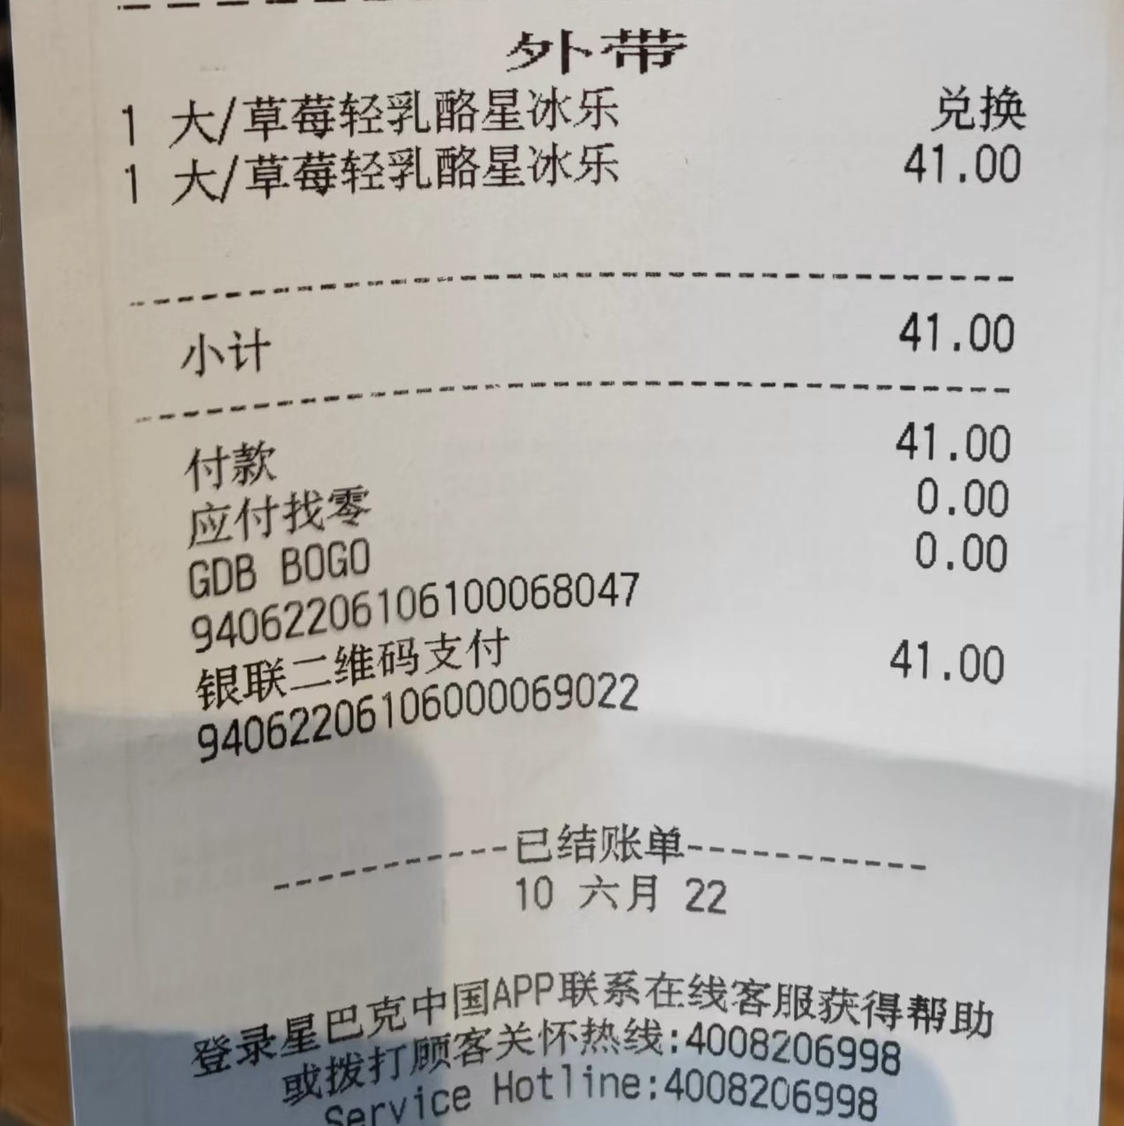 外带
1 大/草莓轻乳酪星冰乐 兑换
1 大/草莓轻乳酪星冰乐 41.00
小计 41.00
付款 41.00
应付找零 0.00
GDB BOGO 0.00
94062206106100068047
银联二维码支付 41.00
94062206106000069022
-----------已结账单-----------
10 六月 22
登录星巴克中国APP联系在线客服获得帮助
或拨打顾客关怀热线:4008206998
Service Hotline:4008206998